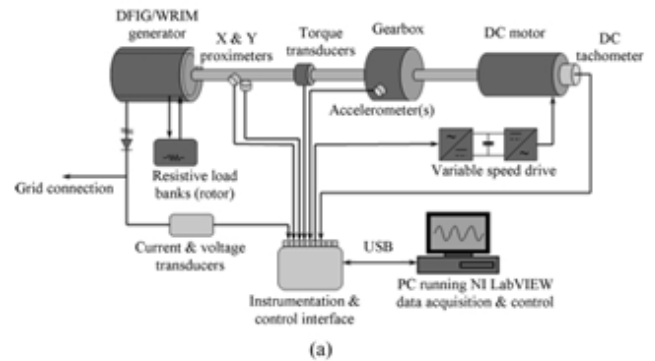 DFIG/WRIM
generator
X & Y
proximeters
Torque
transducers
Gearbox
DC motor
DC
tachometer
Accelerometer(s)
Resistive load
banks (rotor)
Variable speed drive
Grid connection
Current & voltage
transducers
USB
Instrumentation &
control interface
PC running NI LabVIEW
data acquisition & control
(a)